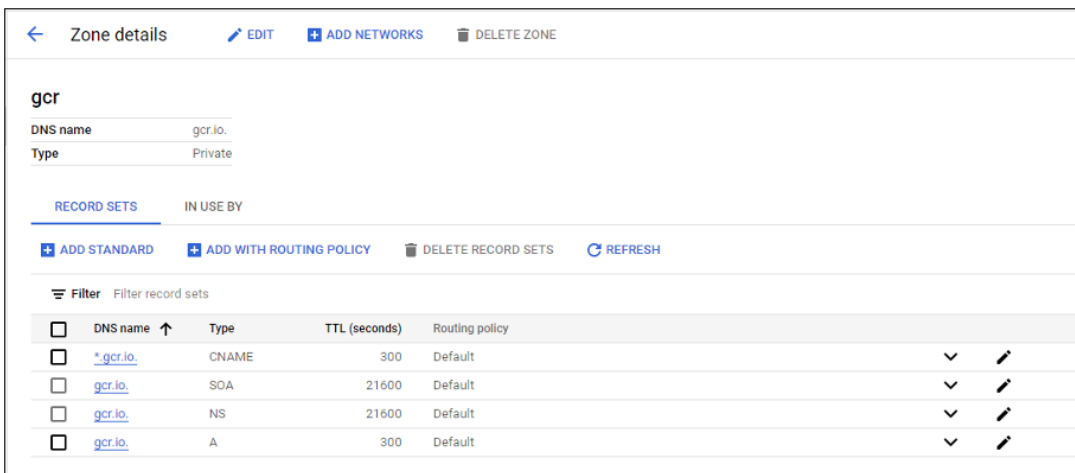 Zone details EDIT ADD NETWORKS DELETE ZONE
gcr
DNS name gcr.io.
Type Private
RECORD SETS IN USE BY
ADD STANDARD ADD WITH ROUTING POLICY DELETE RECORD SETS REFRESH
Filter Filter record sets
DNS name Type TTL (seconds) Routing policy
*.gcr.io. CNAME 300 Default
gcr.io. SOA 21600 Default
gcr.io. NS 21600 Default
gcr.io. A 300 Default